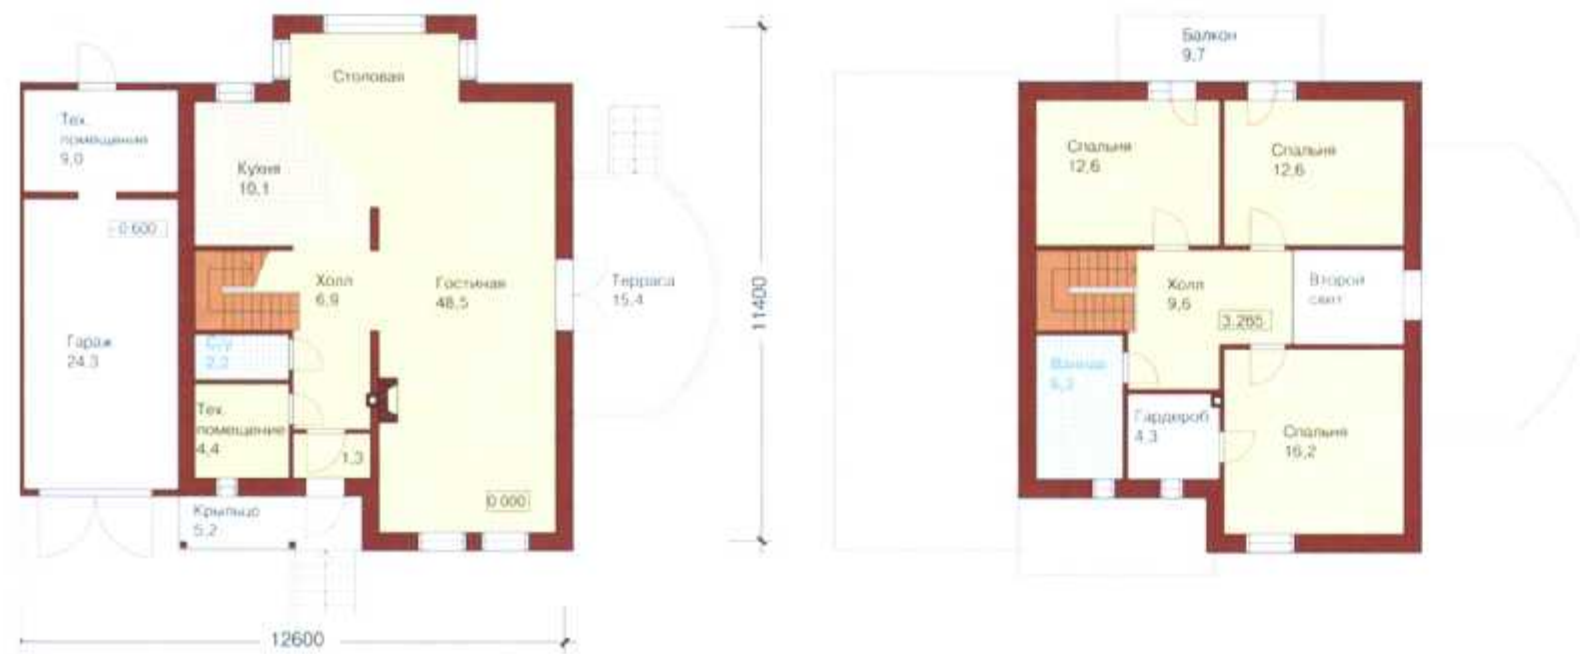 Столовая
Тех.
помещение
9,0
Кухня
10,1
-0.600
Холл
6,9
Гостиная
48,5
Терраса
15,4
Гараж
24,3
С/у
2,2
Тех.
помещение
4,4
1,3
0.000
Крыльцо
5,2
12600
11400
Балкон
9,7
Спальня
12,6
Спальня
12,6
Холл
9,6
3.265
Второй
свет
Ванная
Гардероб
4,3
Спальня
16,2